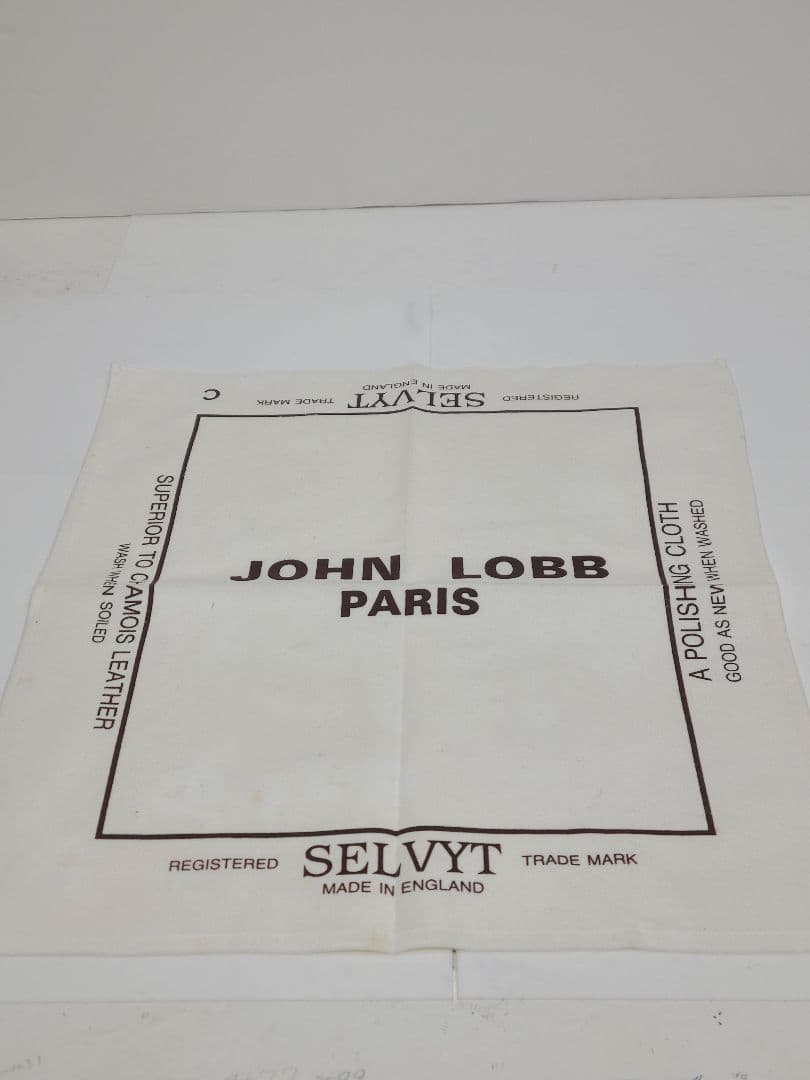 C
REGISTERED SELVYT TRADE MARK
MADE IN ENGLAND
SUPERIOR TO CAMOIS LEATHER
WASH WHEN SOILED
JOHN LOBB
PARIS
A POLISHING CLOTH
GOOD AS NEW WHEN WASHED
REGISTERED SELVYT TRADE MARK
MADE IN ENGLAND